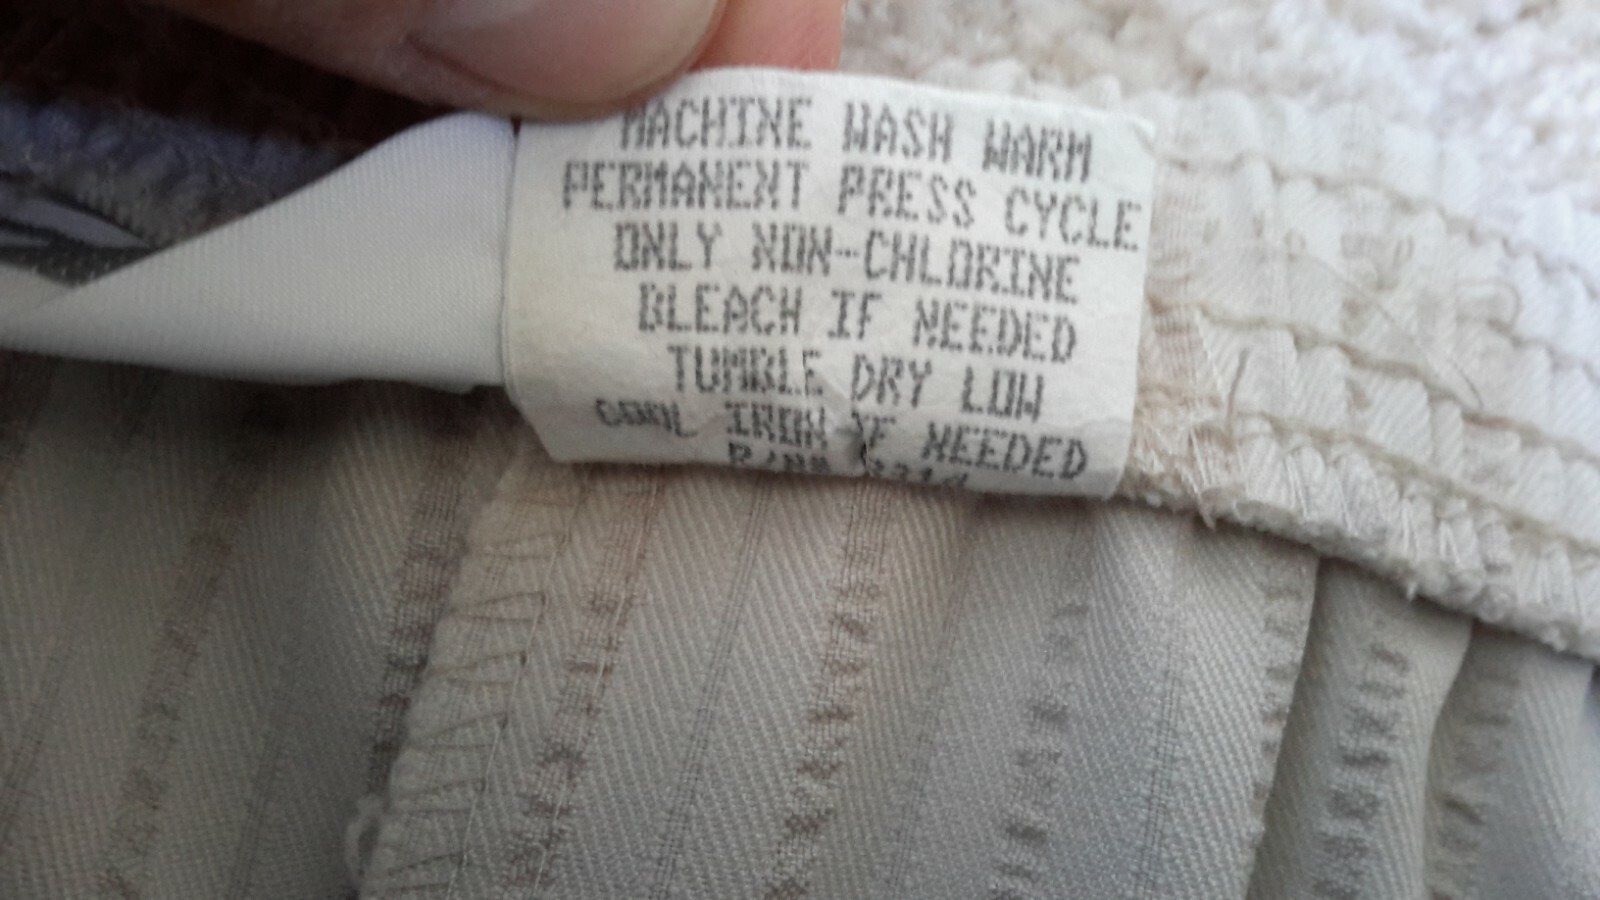 MACHINE WASH WARM
PERMANENT PRESS CYCLE
ONLY NON-CHLORINE
BLEACH IF NEEDED
TUMBLE DRY LOW
COOL IRON IF NEEDED